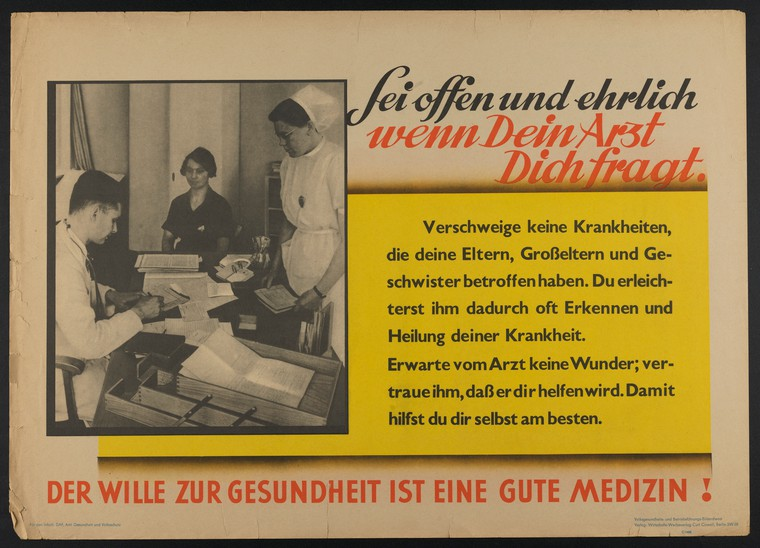 Sei offen und ehrlich
wenn Dein Arzt
Dich fragt.
Verschweige keine Krankheiten,
die deine Eltern, Großeltern und Ge-
schwister betroffen haben. Du erleich-
terst ihm dadurch oft Erkennen und
Heilung deiner Krankheit.
Erwarte vom Arzt keine Wunder; ver-
traue ihm, daß er dir helfen wird. Damit
hilfst du dir selbst am besten.
DER WILLE ZUR GESUNDHEIT IST EINE GUTE MEDIZIN !